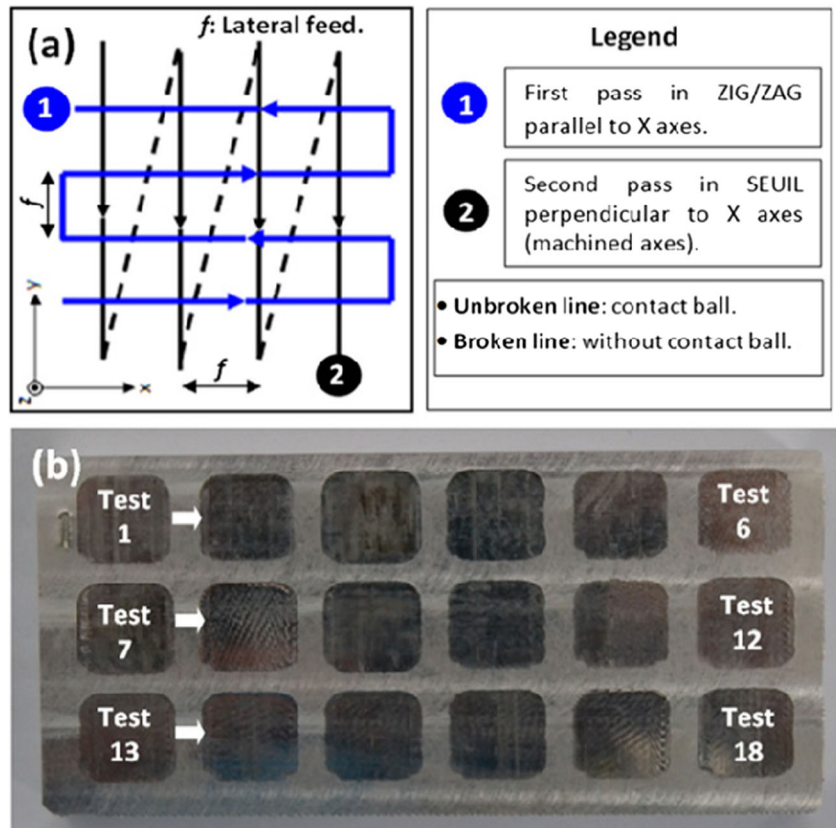 (a)
f: Lateral feed.
1
f
f
2
Y
x
z
Legend
1
First pass in ZIG/ZAG
parallel to X axes.
2
Second pass in SEUIL
perpendicular to X axes
(machined axes).
• Unbroken line: contact ball.
• Broken line: without contact ball.
(b)
Test
1
Test
6
Test
7
Test
12
Test
13
Test
18